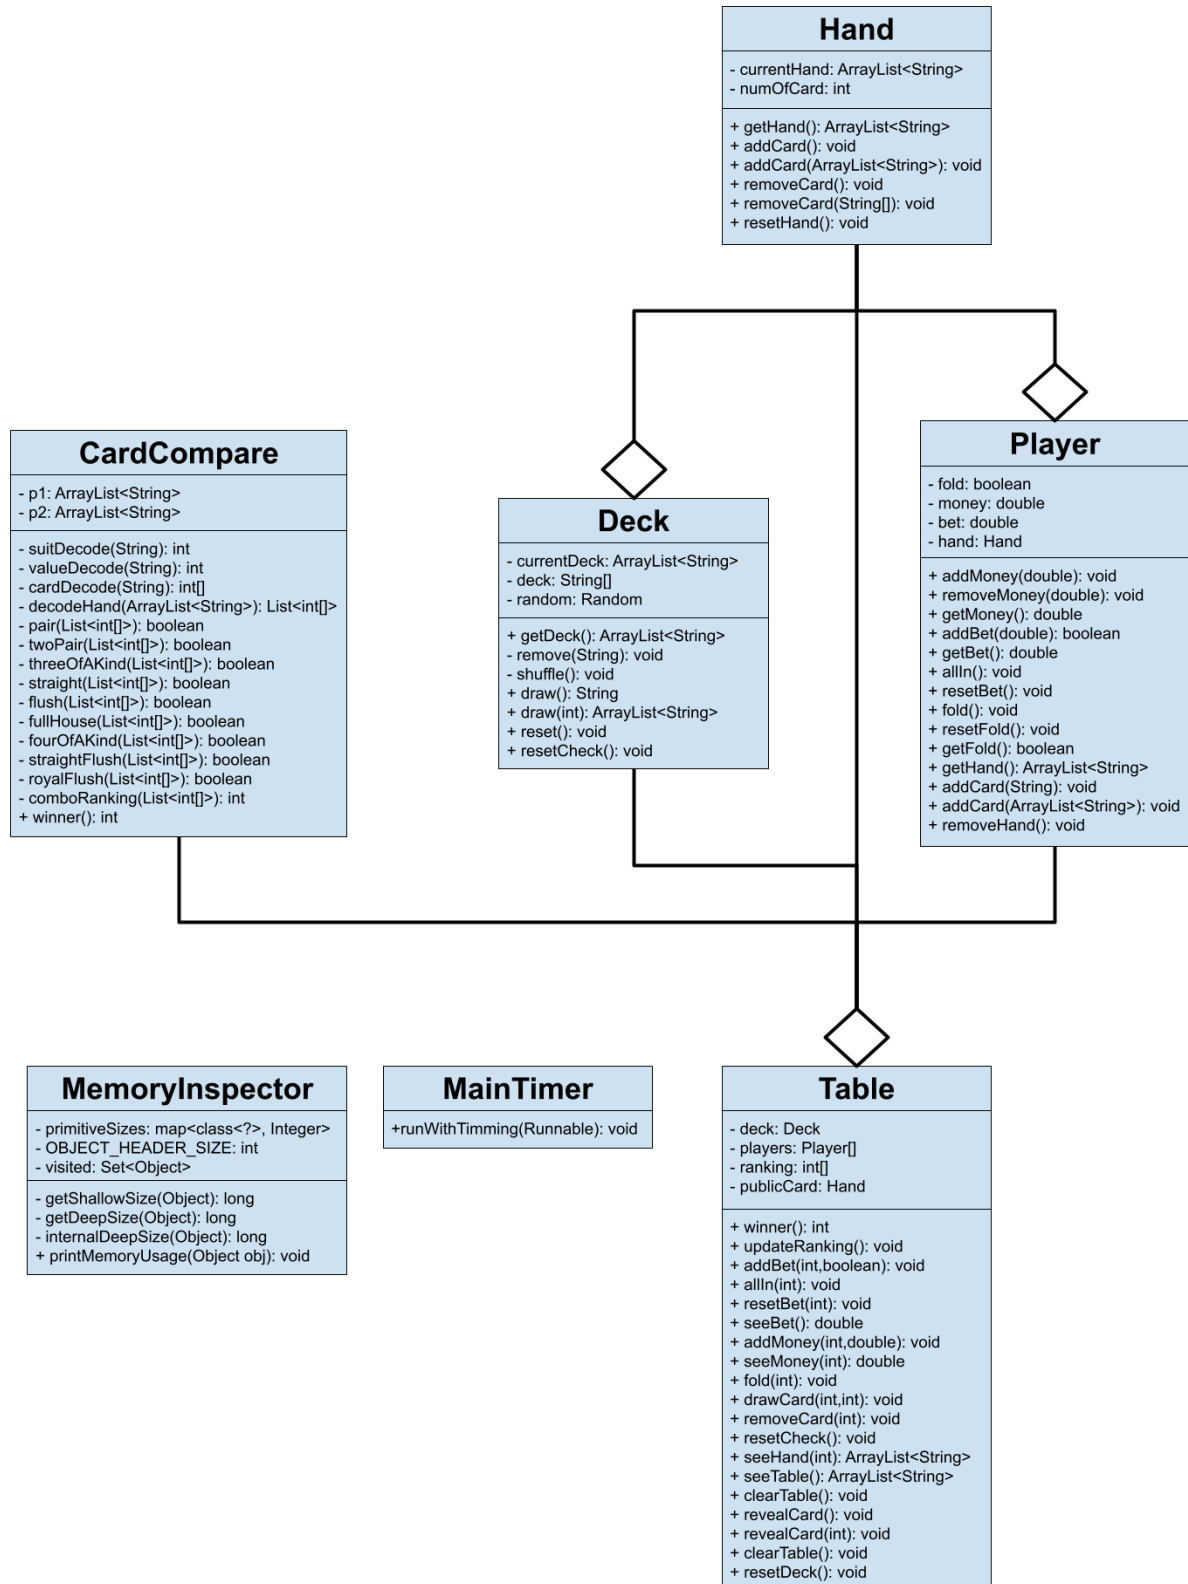 Hand
- currentHand: ArrayList<String>
- numOfCard: int
+ getHand(): ArrayList<String>
+ addCard(): void
+ addCard(ArrayList<String>): void
+ removeCard(): void
+ removeCard(String[]): void
+ resetHand(): void
CardCompare
- p1: ArrayList<String>
- p2: ArrayList<String>
- suitDecode(String): int
- valueDecode(String): int
- cardDecode(String): int[]
- decodeHand(ArrayList<String>): List<int[]>
- pair(List<int[]>): boolean
- twoPair(List<int[]>): boolean
- threeOfAKind(List<int[]>): boolean
- straight(List<int[]>): boolean
- flush(List<int[]>): boolean
- fullHouse(List<int[]>): boolean
- fourOfAKind(List<int[]>): boolean
- straightFlush(List<int[]>): boolean
- royalFlush(List<int[]>): boolean
- comboRanking(List<int[]>): int
+ winner(): int
Deck
- currentDeck: ArrayList<String>
- deck: String[]
- random: Random
+ getDeck(): ArrayList<String>
- remove(String): void
- shuffle(): void
+ draw(): String
+ draw(int): ArrayList<String>
+ reset(): void
+ resetCheck(): void
Player
- fold: boolean
- money: double
- bet: double
- hand: Hand
+ addMoney(double): void
+ removeMoney(double): void
+ getMoney(): double
+ addBet(double): boolean
+ getBet(): double
+ allIn(): void
+ resetBet(): void
+ fold(): void
+ resetFold(): void
+ getFold(): boolean
+ getHand(): ArrayList<String>
+ addCard(String): void
+ addCard(ArrayList<String>): void
+ removeHand(): void
MemoryInspector
- primitiveSizes: map<class<?>, Integer>
- OBJECT_HEADER_SIZE: int
- visited: Set<Object>
- getShallowSize(Object): long
- getDeepSize(Object): long
- internalDeepSize(Object): long
+ printMemoryUsage(Object obj): void
MainTimer
+runWithTimming(Runnable): void
Table
- deck: Deck
- players: Player[]
- ranking: int[]
- publicCard: Hand
+ winner(): int
+ updateRanking(): void
+ addBet(int,boolean): void
+ allIn(int): void
+ resetBet(int): void
+ seeBet(): double
+ addMoney(int,double): void
+ seeMoney(int): double
+ fold(int): void
+ drawCard(int,int): void
+ removeCard(int): void
+ resetCheck(): void
+ seeHand(int): ArrayList<String>
+ seeTable(): ArrayList<String>
+ clearTable(): void
+ revealCard(): void
+ revealCard(int): void
+ clearTable(): void
+ resetDeck(): void